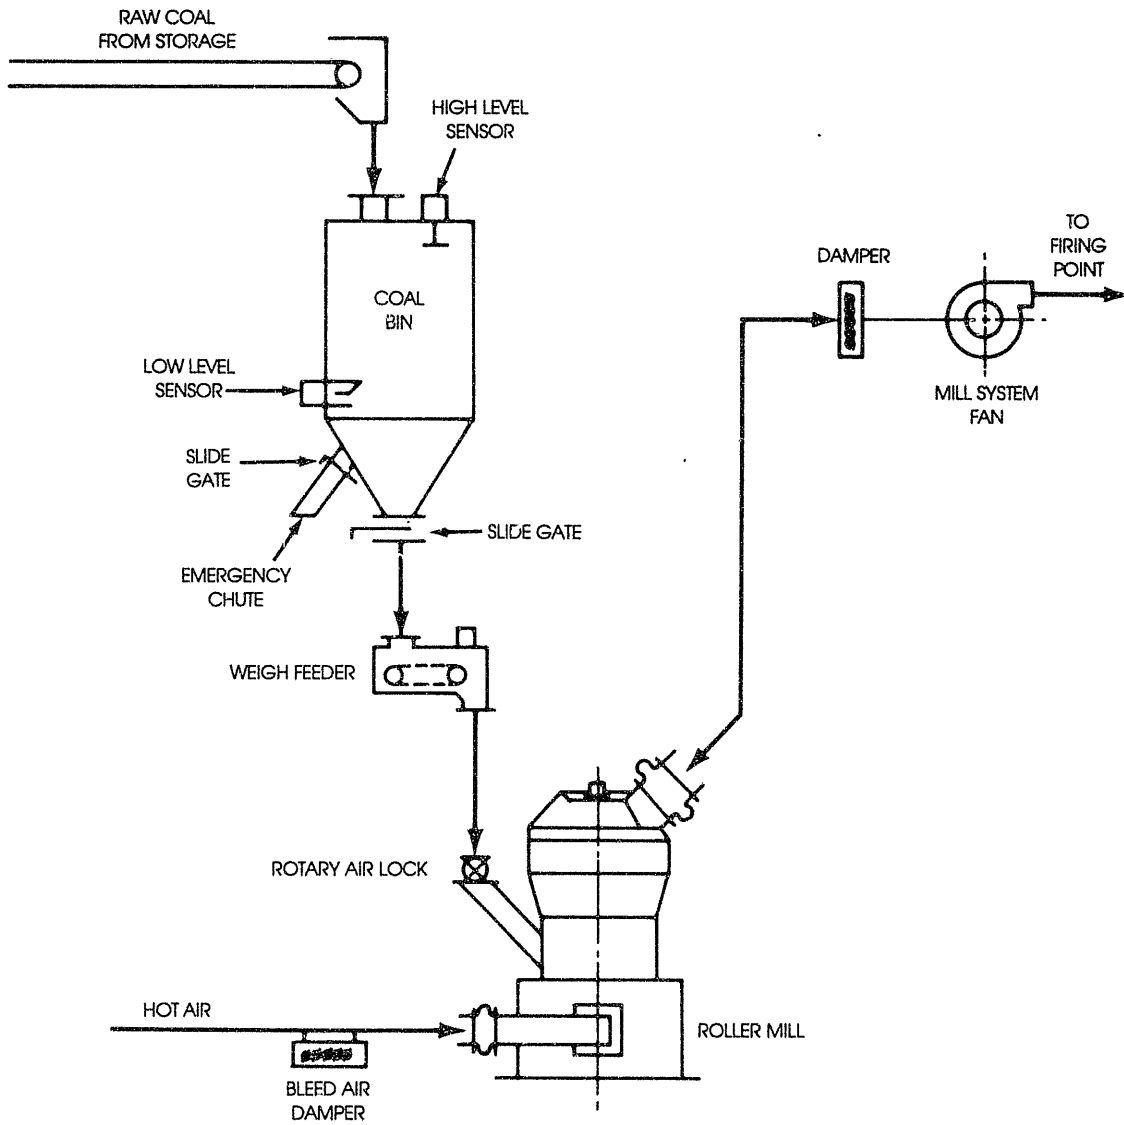 RAW COAL
FROM STORAGE
HIGH LEVEL
SENSOR
TO
FIRING
POINT
DAMPER
COAL
BIN
LOW LEVEL
SENSOR
MILL SYSTEM
FAN
SLIDE
GATE
SLIDE GATE
EMERGENCY
CHUTE
WEIGH FEEDER
ROTARY AIR LOCK
HOT AIR
ROLLER MILL
BLEED AIR
DAMPER